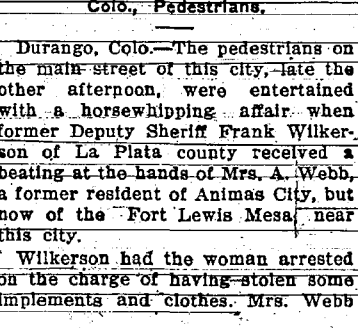 Colo., Pedestrians.
Durango, Colo.—The pedestrians on
the main street of this city, late the
other afternoon, were entertained
with a horsewhipping affair when
former Deputy Sheriff Frank Wilker-
son of La Plata county received a
beating at the hands of Mrs. A. Webb,
a former resident of Animas City, but
now of the Fort Lewis Mesa near
this city.
Wilkerson had the woman arrested
on the charge of having stolen some
implements and clothes. Mrs. Webb